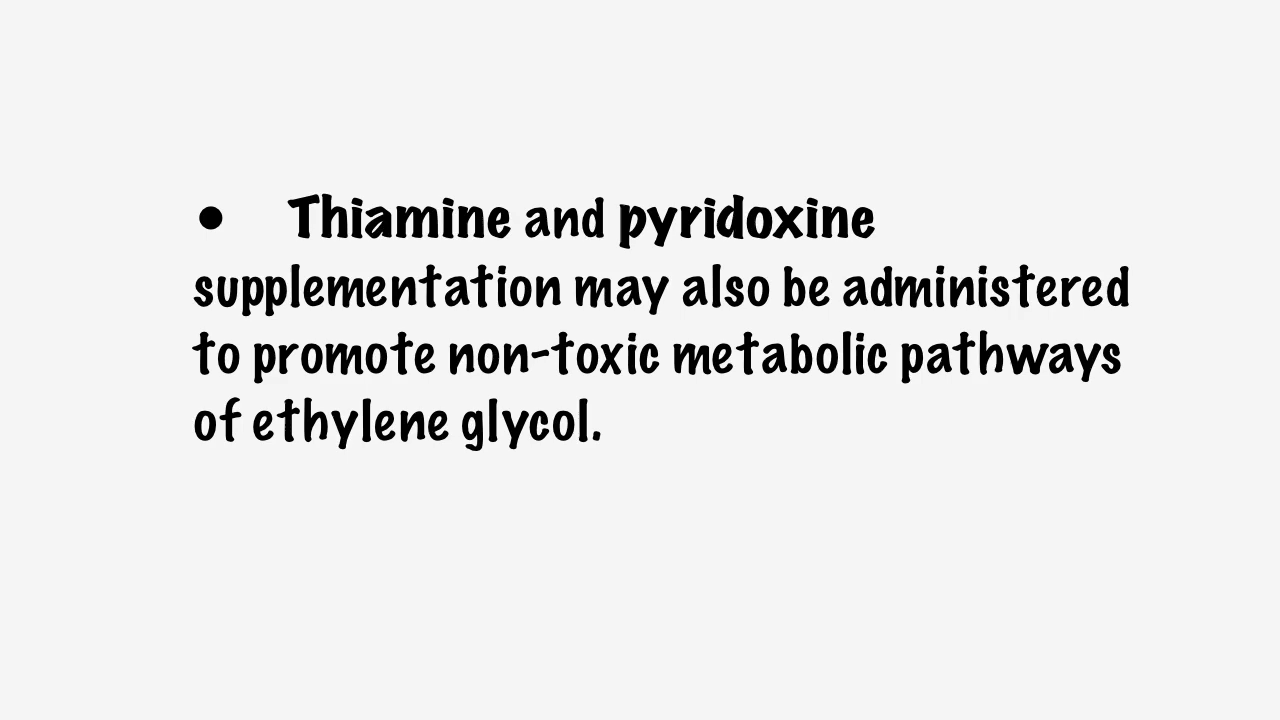 • Thiamine and pyridoxine
supplementation may also be administered
to promote non-toxic metabolic pathways
of ethylene glycol.